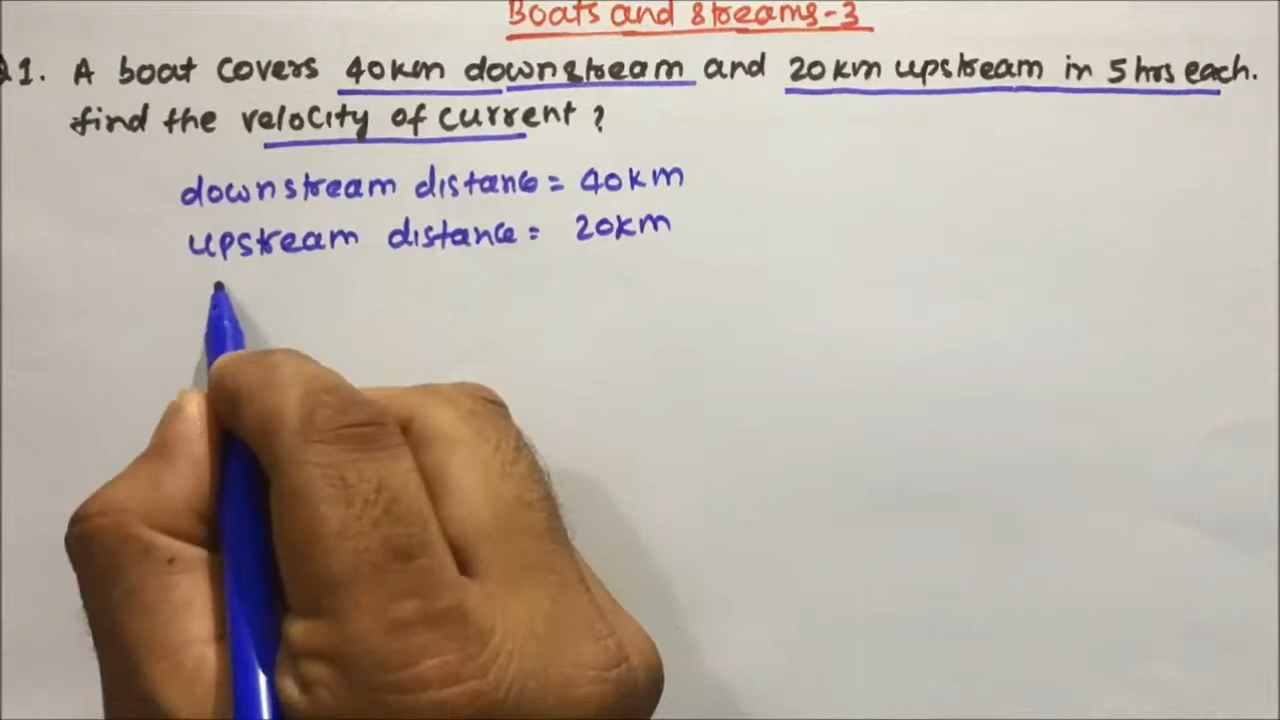 Boats and streams-3
Q1. A boat covers 40km downstream and 20km upstream in 5hrs each.
find the velocity of current?
downstream distance = 40km
upstream distance = 20km